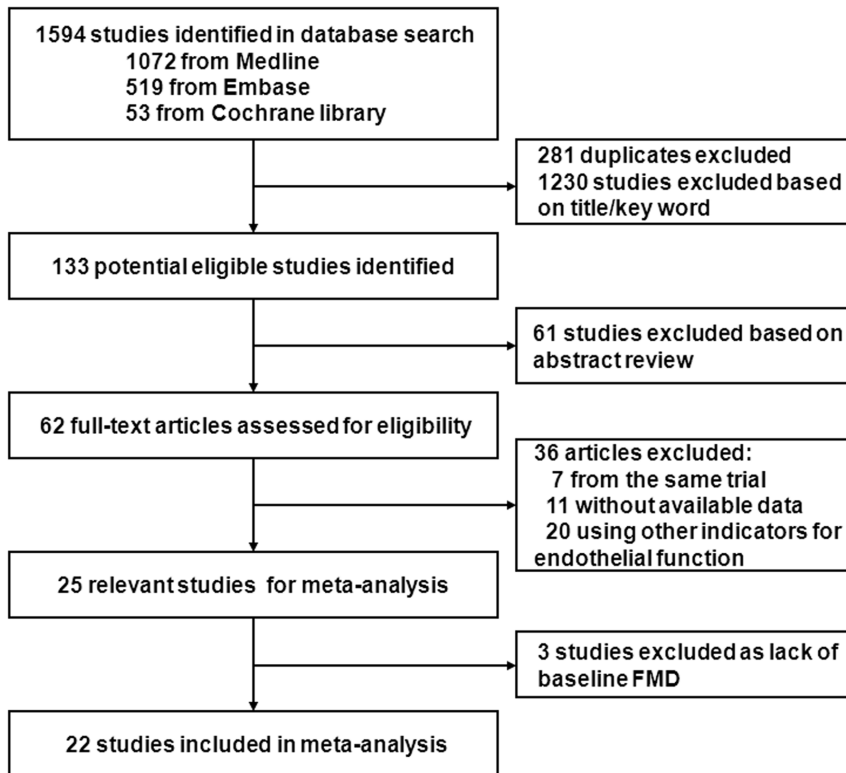 1594 studies identified in database search
1072 from Medline
519 from Embase
53 from Cochrane library
281 duplicates excluded
1230 studies excluded based
on title/key word
133 potential eligible studies identified
61 studies excluded based on
abstract review
62 full-text articles assessed for eligibility
36 articles excluded:
7 from the same trial
11 without available data
20 using other indicators for
endothelial function
25 relevant studies for meta-analysis
3 studies excluded as lack of
baseline FMD
22 studies included in meta-analysis